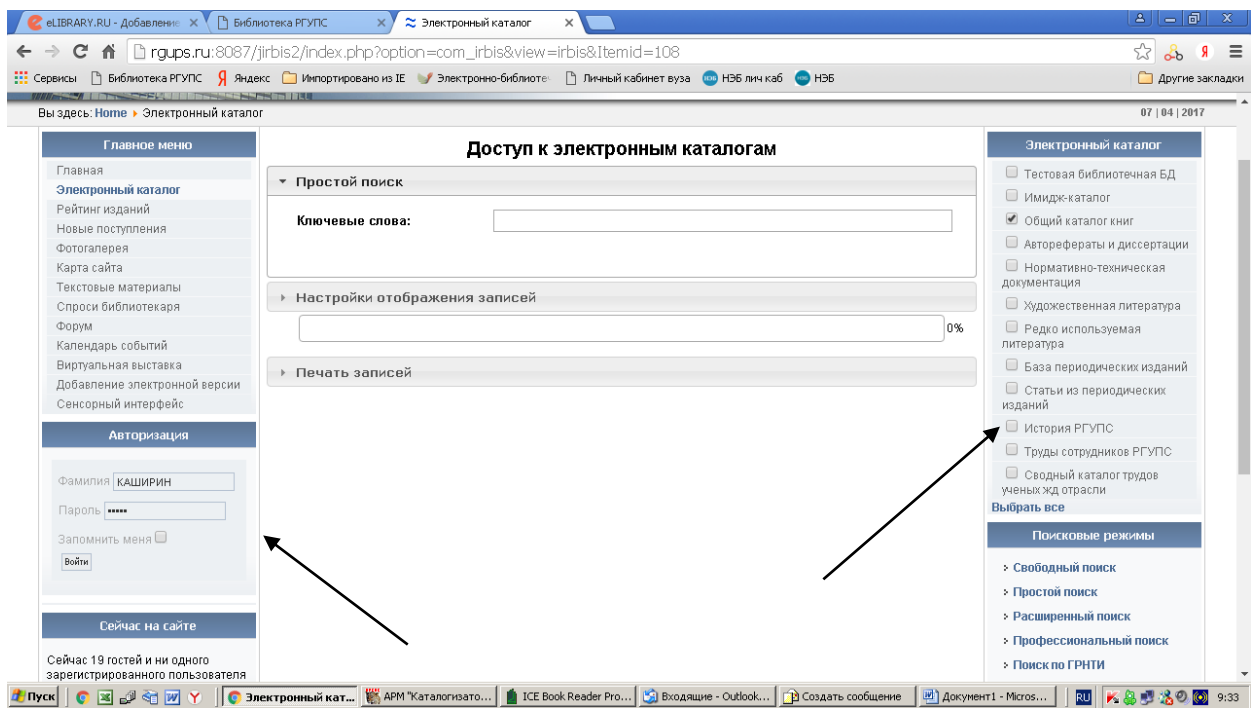 eLIBRARY.RU - Добавление
Библиотека РГУПС
Электронный каталог
rgups.ru:8087/jirbis2/index.php?option=com_irbis&view=irbis&Itemid=108
Сервисы
Библиотека РГУПС
Яндекс
Импортировано из IE
Электронно-библиоте
Личный кабинет вуза
НЭБ лич каб
НЭБ
Другие закладки
Вы здесь: Home Электронный каталог
07 | 04 | 2017
Главное меню
Главная
Электронный каталог
Рейтинг изданий
Новые поступления
Фотогалерея
Карта сайта
Текстовые материалы
Спроси библиотекаря
Форум
Календарь событий
Виртуальная выставка
Добавление электронной версии
Сенсорный интерфейс
Авторизация
Фамилия КАШИРИН
Пароль •••••
Запомнить меня
Войти
Сейчас на сайте
Сейчас 19 гостей и ни одного
зарегистрированного пользователя
Доступ к электронным каталогам
Простой поиск
Ключевые слова:
Настройки отображения записей
0%
Печать записей
Электронный каталог
Тестовая библиотечная БД
Имидж-каталог
Общий каталог книг
Авторефераты и диссертации
Нормативно-техническая
документация
Художественная литература
Редко используемая
литература
База периодических изданий
Статьи из периодических
изданий
История РГУПС
Труды сотрудников РГУПС
Сводный каталог трудов
ученых жд отрасли
Выбрать все
Поисковые режимы
Свободный поиск
Простой поиск
Расширенный поиск
Профессиональный поиск
Поиск по ГРНТИ
Пуск
Электронный кат...
АРМ "Каталогизато...
ICE Book Reader Pro...
Входящие - Outlook...
Создать сообщение
Документ1 - Micros...
RU
9:33